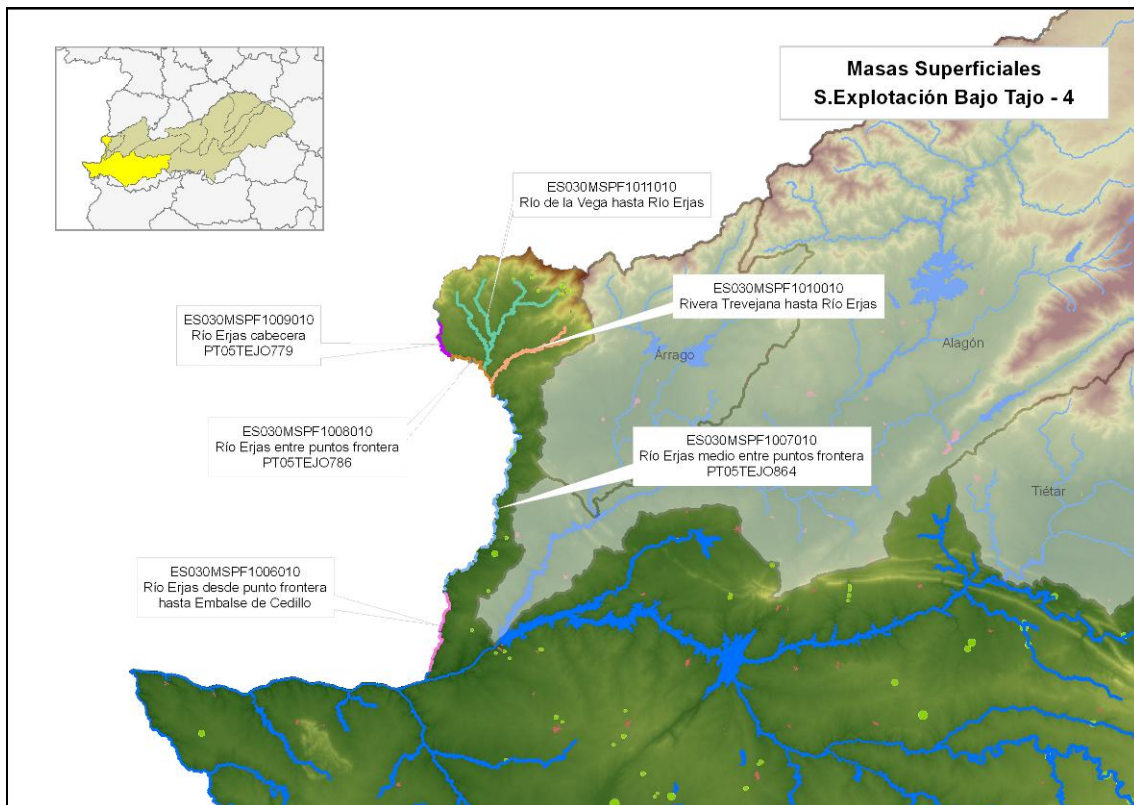 Masas Superficiales
S.Explotación Bajo Tajo - 4
ES030MSPF1011010
Río de la Vega hasta Río Erjas
ES030MSPF1010010
Rivera Trevejana hasta Río Erjas
ES030MSPF1009010
Río Erjas cabecera
PT05TEJO779
Árrago
Alagón
ES030MSPF1008010
Río Erjas entre puntos frontera
PT05TEJO786
ES030MSPF1007010
Río Erjas medio entre puntos frontera
PT05TEJO864
Tiétar
ES030MSPF1006010
Río Erjas desde punto frontera
hasta Embalse de Cedillo